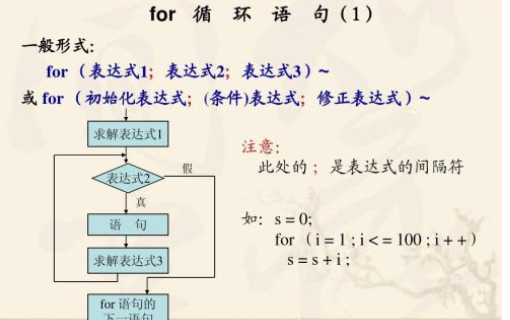 for 循 环 语 句 (1)
一般形式:
for (表达式1; 表达式2; 表达式3) ~
或 for (初始化表达式; (条件)表达式; 修正表达式) ~
求解表达式1
表达式2
假
真
语 句
求解表达式3
for 语句的
下一语句
注意:
此处的 ; 是表达式的间隔符
如: s = 0;
for (i = 1 ; i < = 100 ; i + + )
s = s + i ;